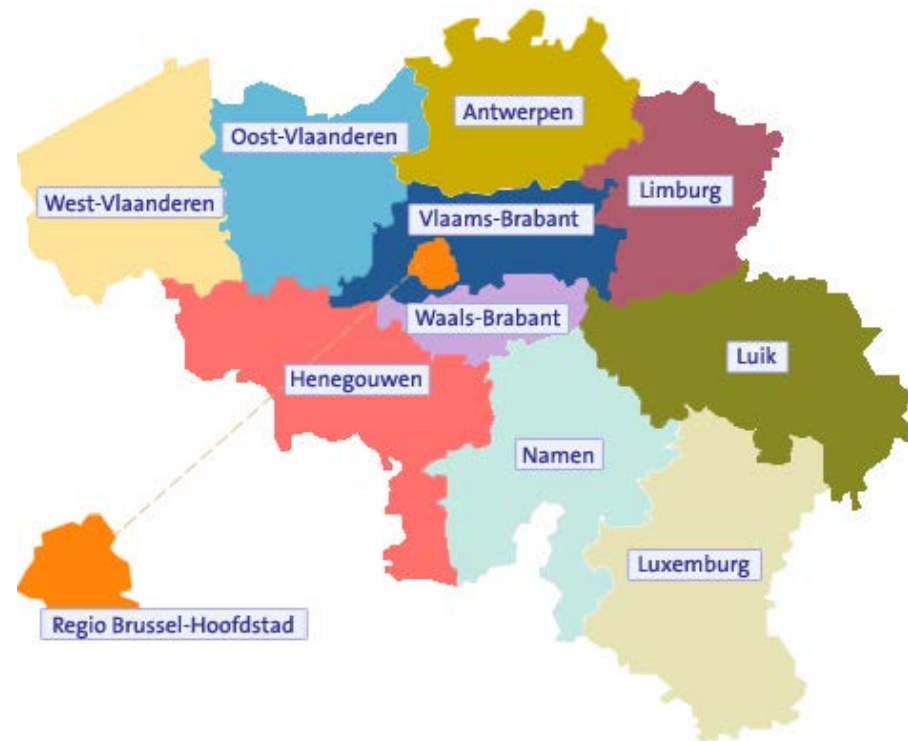 Antwerpen
Oost-Vlaanderen
West-Vlaanderen
Limburg
Vlaams-Brabant
Waals-Brabant
Luik
Henegouwen
Namen
Luxemburg
Regio Brussel-Hoofdstad